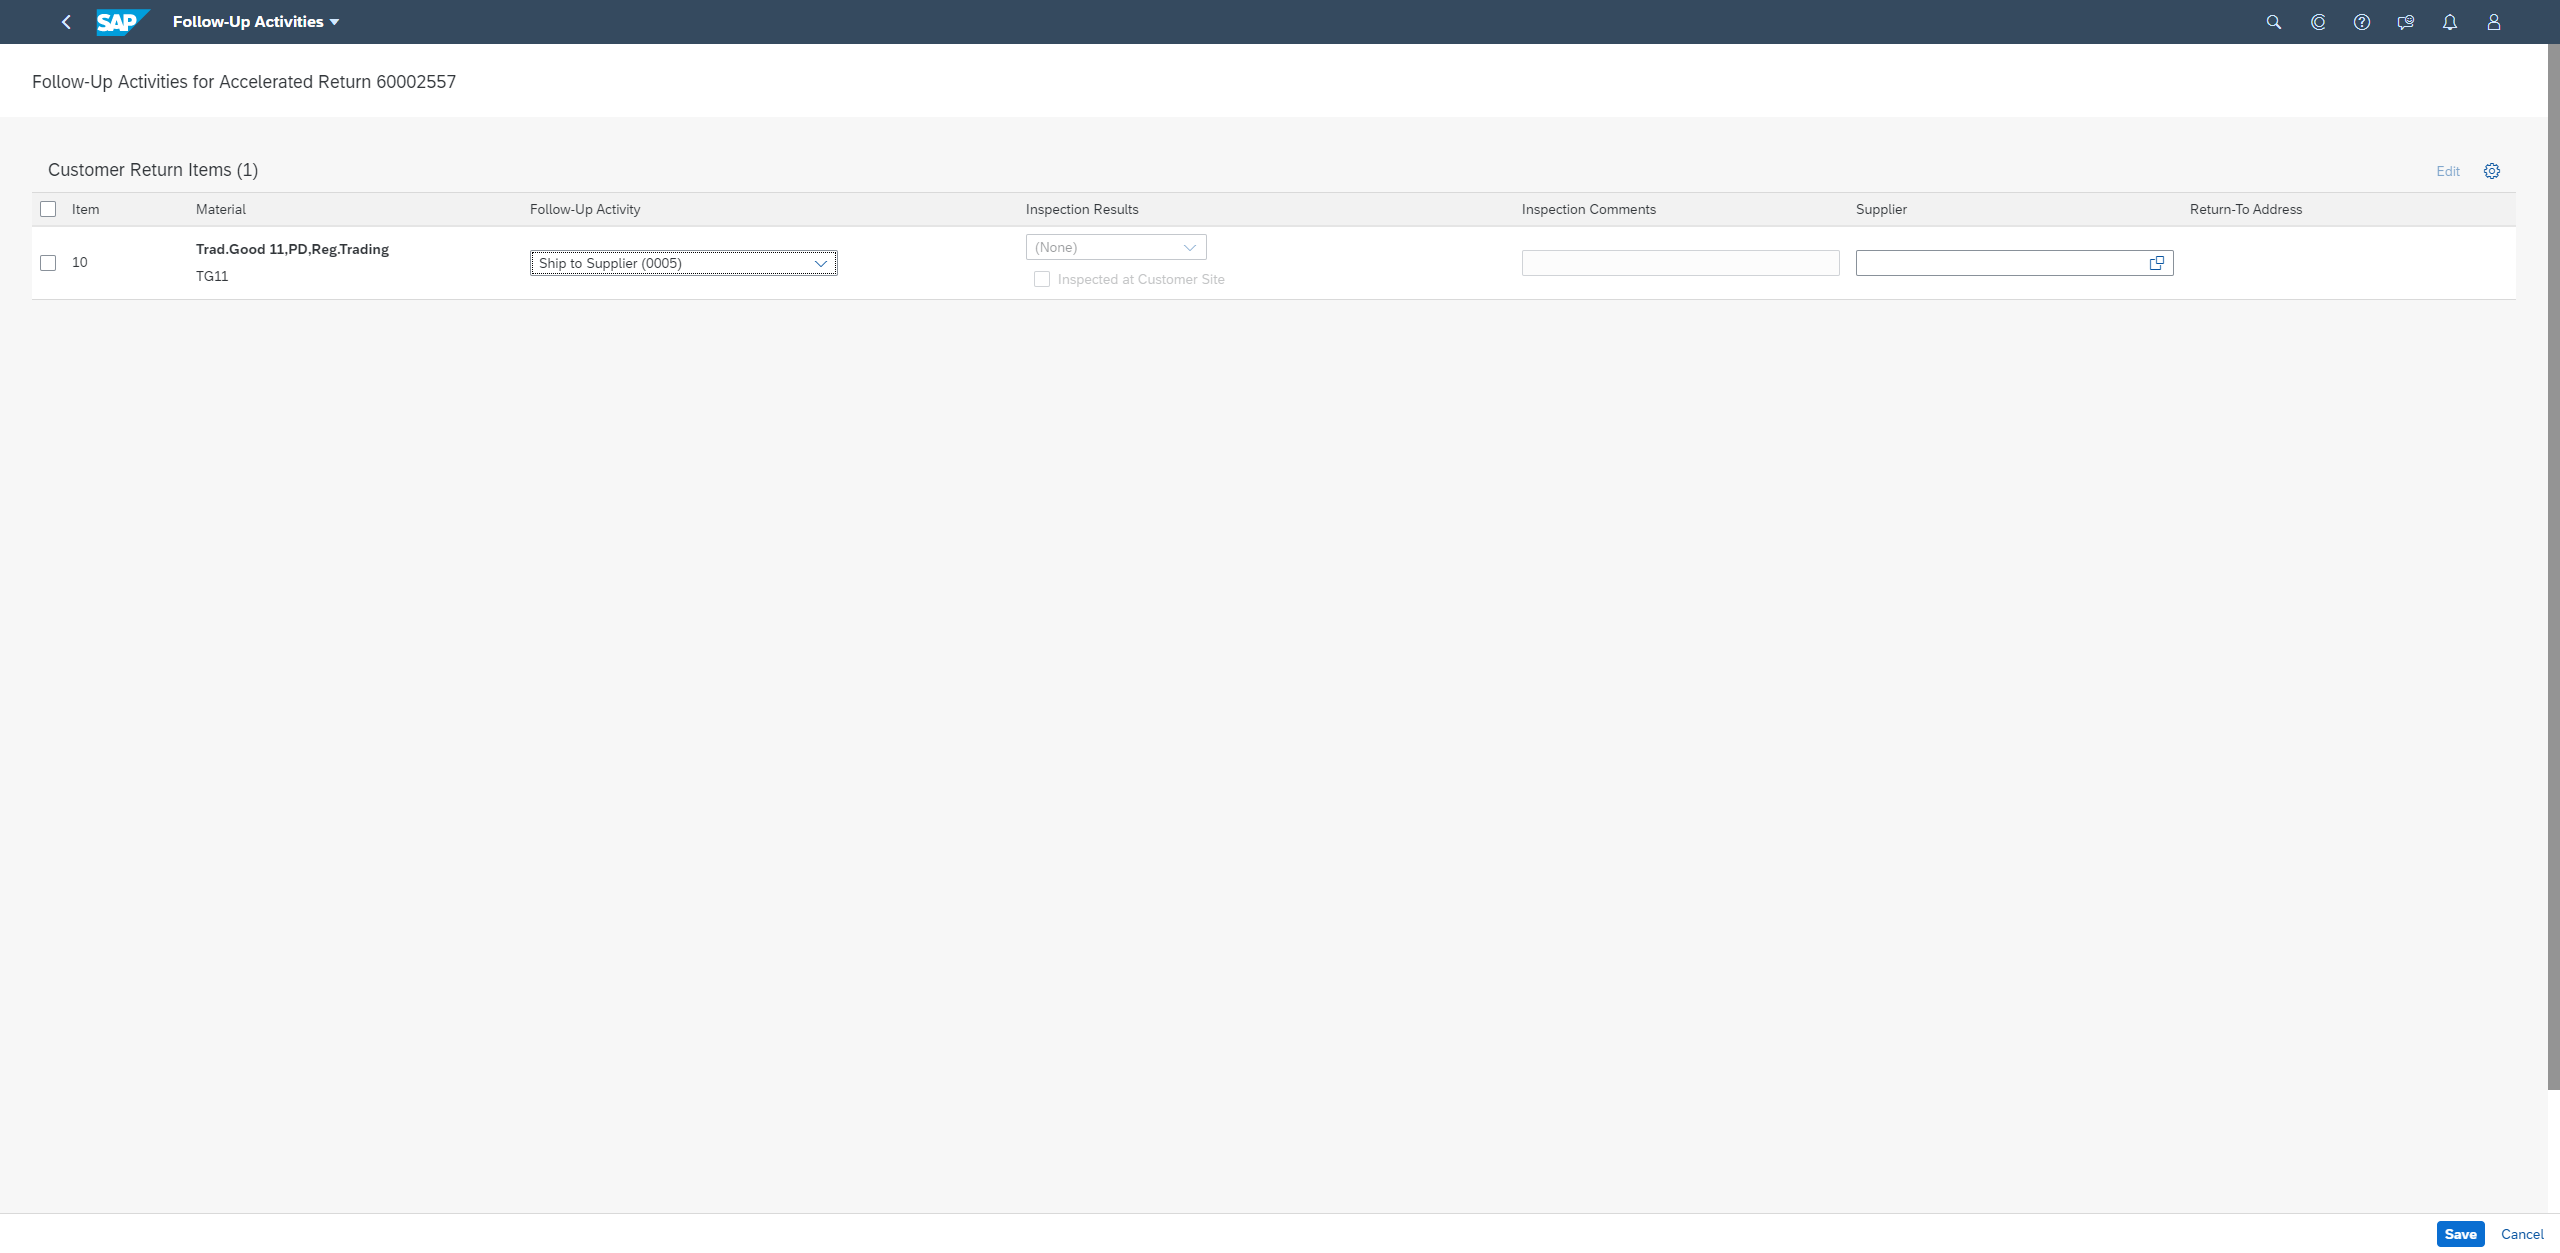 SAP Follow-Up Activities
Follow-Up Activities for Accelerated Return 60002557
Customer Return Items (1)
Edit
Item Material Follow-Up Activity Inspection Results Inspection Comments Supplier Return-To Address
10
Trad.Good 11,PD,Reg.Trading
TG11
Ship to Supplier (0005)
(None)
Inspected at Customer Site
Save Cancel